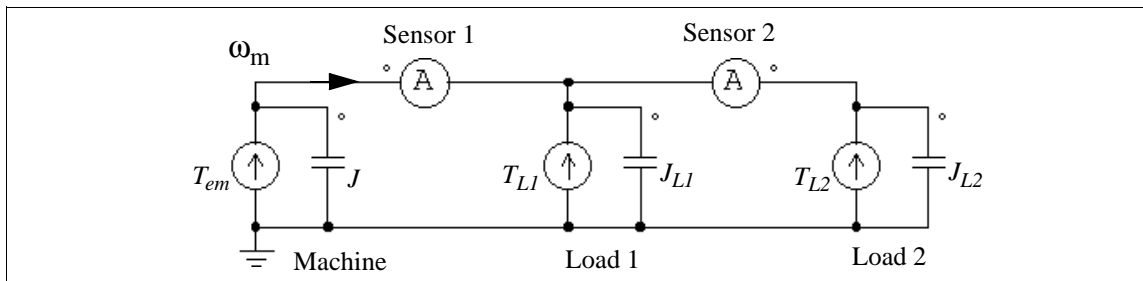 Sensor 1
Sensor 2
ωm
A
A
Tem
J
TL1
JL1
TL2
JL2
Machine
Load 1
Load 2